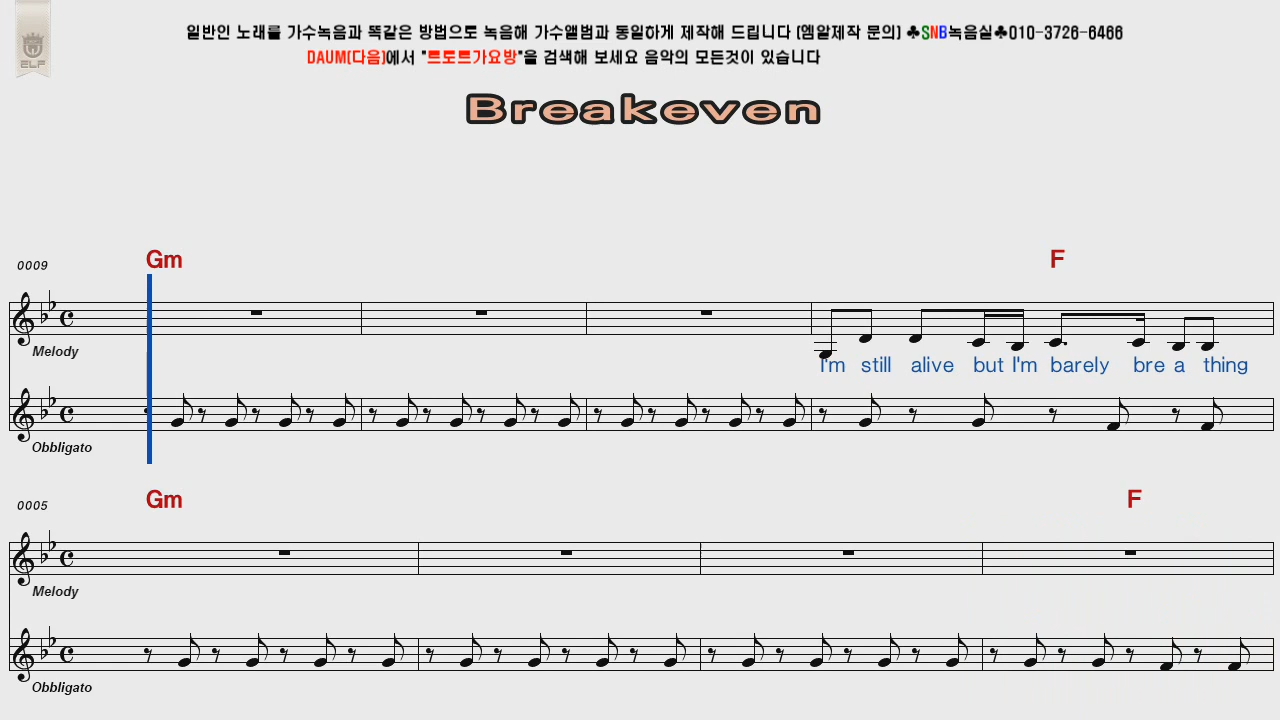 일반인 노래를 가수녹음과 똑같은 방법으로 녹음해 가수앨범과 동일하게 제작해 드립니다 (엠알제작 문의) ♣SNB녹음실♣010-3726-6466
DAUM(다음)에서 "트로트가요방"을 검색해 보세요 음악의 모든것이 있습니다
ELF
Breakeven
0009
Gm F
Melody
I'm still alive but I'm barely bre a thing
Obbligato
0005
Gm F
Melody
Obbligato